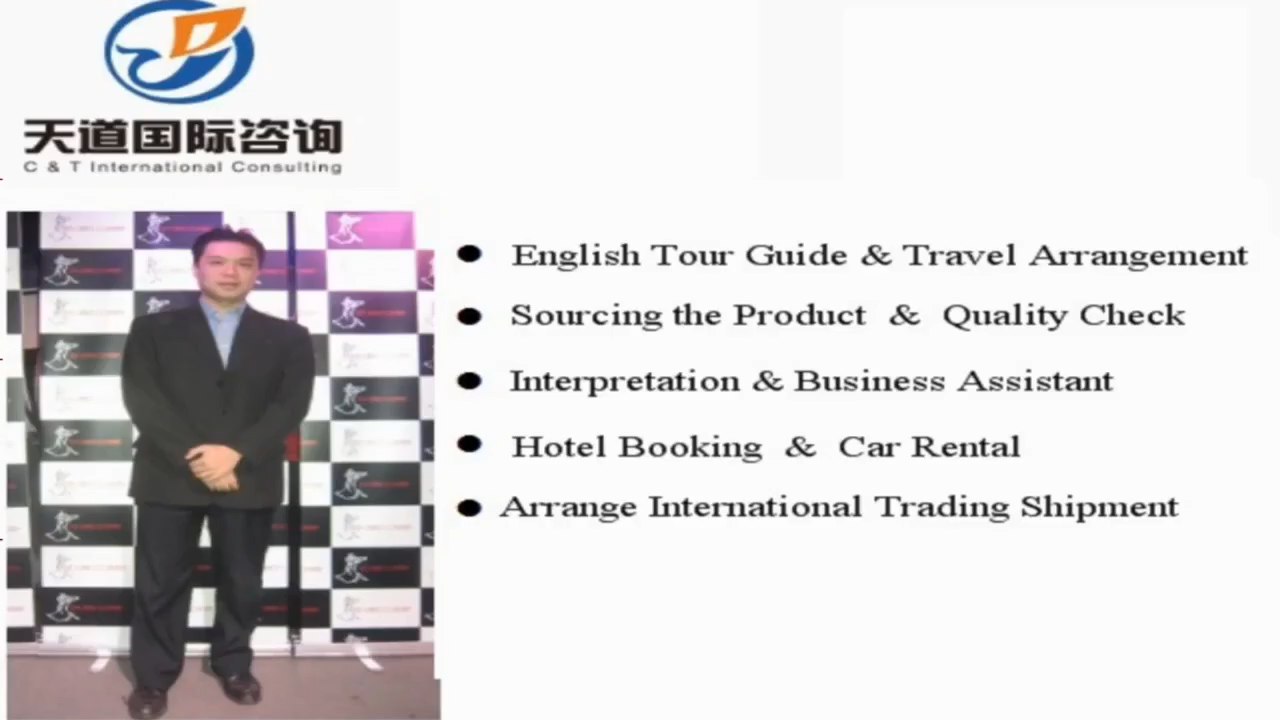 天道国际咨询
C & T International Consulting
● English Tour Guide & Travel Arrangement
● Sourcing the Product & Quality Check
● Interpretation & Business Assistant
● Hotel Booking & Car Rental
● Arrange International Trading Shipment